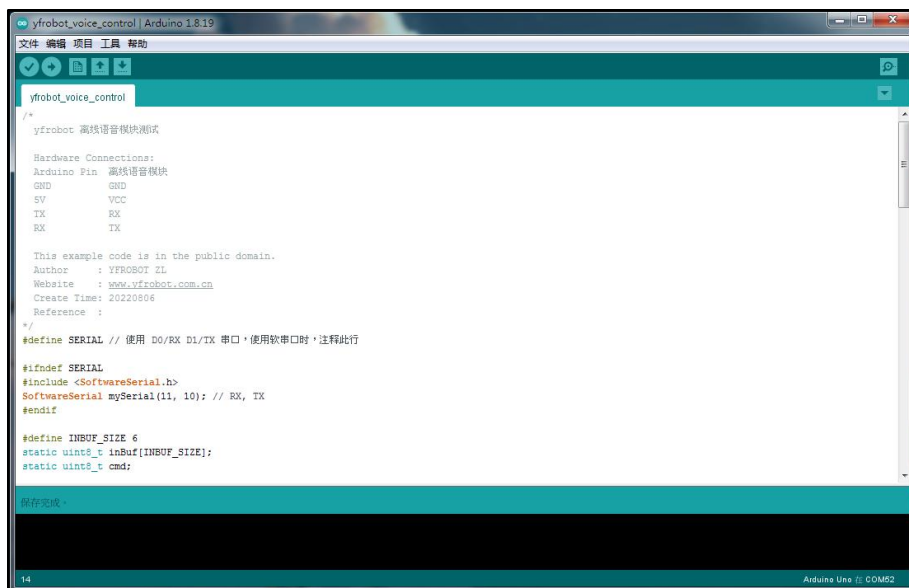 yfrobot_voice_control | Arduino 1.8.19
文件 编辑 项目 工具 帮助
yfrobot_voice_control
/*
yfrobot 离线语音模块测试
Hardware Connections:
Arduino Pin 离线语音模块
GND GND
5V VCC
TX RX
RX TX
This example code is in the public domain.
Author : YFROBOT ZL
Website : www.yfrobot.com.cn
Create Time: 20220806
Reference :
*/
#define SERIAL // 使用 D0/RX D1/TX 串口，使用软串口时，注释此行
#ifndef SERIAL
#include <SoftwareSerial.h>
SoftwareSerial mySerial(11, 10); // RX, TX
#endif
#define INBUF_SIZE 6
static uint8_t inBuf[INBUF_SIZE];
static uint8_t cmd;
保存完成。
14
Arduino Uno 在 COM52